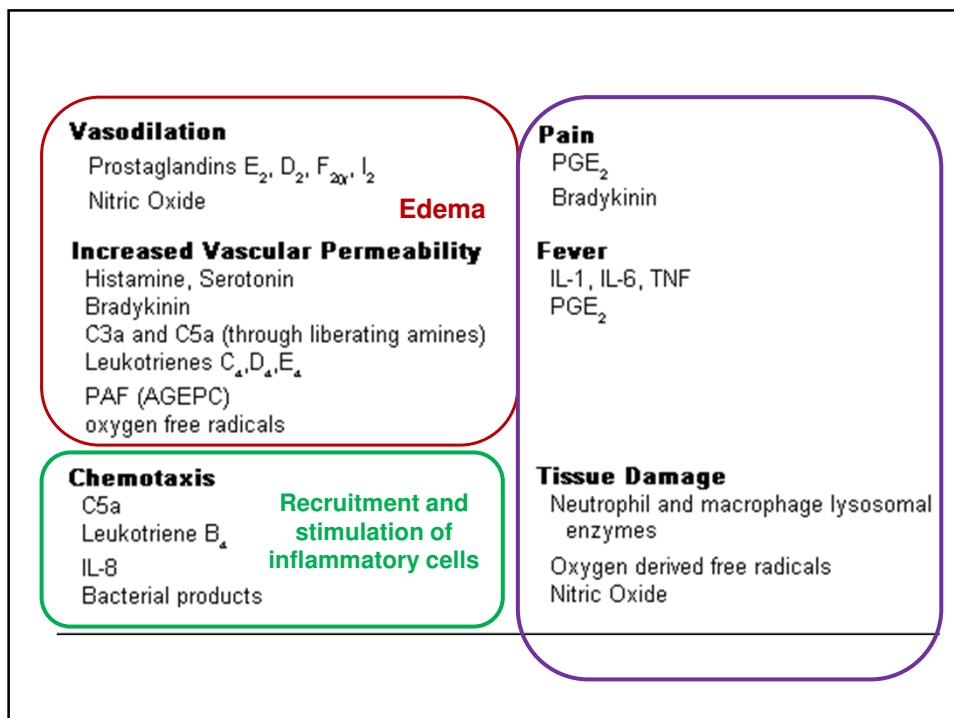 Vasodilation
Prostaglandins E₂, D₂, F₂α, I₂
Nitric Oxide
Edema
Increased Vascular Permeability
Histamine, Serotonin
Bradykinin
C3a and C5a (through liberating amines)
Leukotrienes C₄,D₄,E₄
PAF (AGEPC)
oxygen free radicals
Chemotaxis
C5a
Leukotriene B₄
IL-8
Bacterial products
Recruitment and
stimulation of
inflammatory cells
Pain
PGE₂
Bradykinin
Fever
IL-1, IL-6, TNF
PGE₂
Tissue Damage
Neutrophil and macrophage lysosomal
enzymes
Oxygen derived free radicals
Nitric Oxide